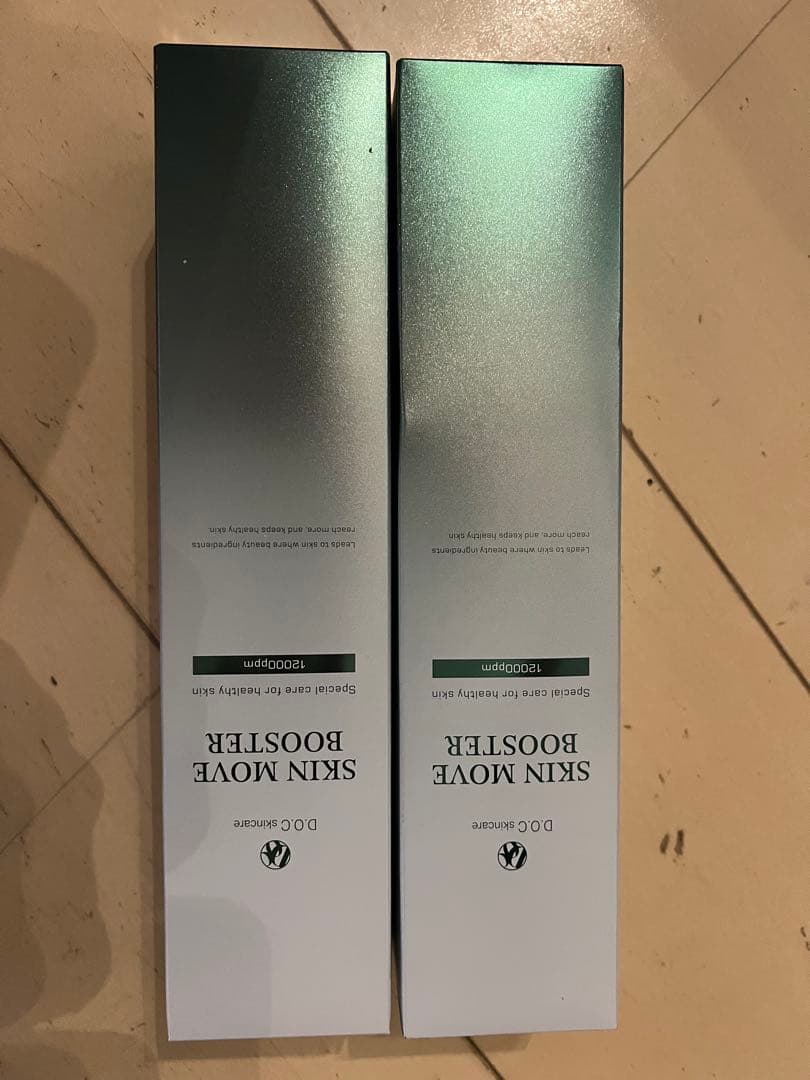 D.O.C skincare
SKIN MOVE
BOOSTER
Special care for healthy skin
12000ppm
Leads to skin where beauty ingredients
reach more, and keeps healthy skin.
D.O.C skincare
SKIN MOVE
BOOSTER
Special care for healthy skin
12000ppm
Leads to skin where beauty ingredients
reach more, and keeps healthy skin.